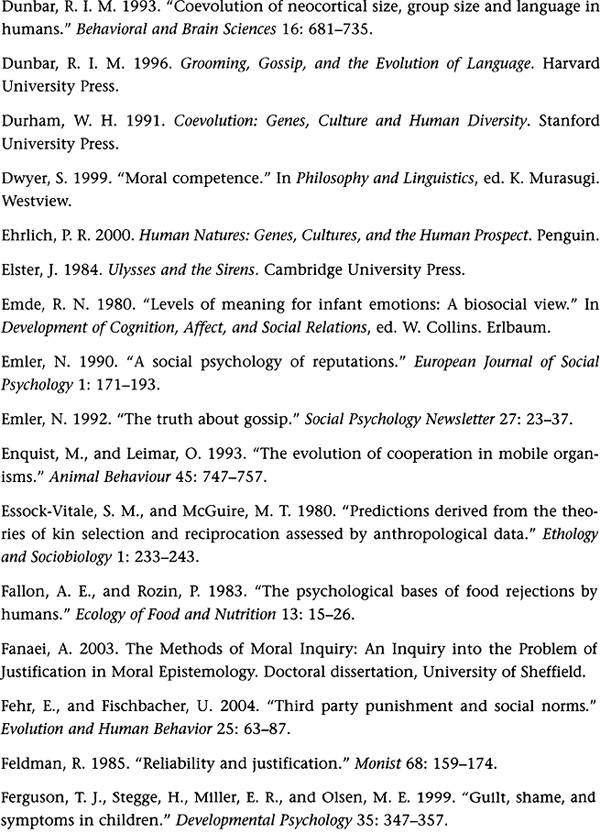 Dunbar, R. I. M. 1993. “Coevolution of neocortical size, group size and language in
humans.” Behavioral and Brain Sciences 16: 681–735.
Dunbar, R. I. M. 1996. Grooming, Gossip, and the Evolution of Language. Harvard
University Press.
Durham, W. H. 1991. Coevolution: Genes, Culture and Human Diversity. Stanford
University Press.
Dwyer, S. 1999. “Moral competence.” In Philosophy and Linguistics, ed. K. Murasugi.
Westview.
Ehrlich, P. R. 2000. Human Natures: Genes, Cultures, and the Human Prospect. Penguin.
Elster, J. 1984. Ulysses and the Sirens. Cambridge University Press.
Emde, R. N. 1980. “Levels of meaning for infant emotions: A biosocial view.” In
Development of Cognition, Affect, and Social Relations, ed. W. Collins. Erlbaum.
Emler, N. 1990. “A social psychology of reputations.” European Journal of Social
Psychology 1: 171–193.
Emler, N. 1992. “The truth about gossip.” Social Psychology Newsletter 27: 23–37.
Enquist, M., and Leimar, O. 1993. “The evolution of cooperation in mobile organ-
isms.” Animal Behaviour 45: 747–757.
Essock-Vitale, S. M., and McGuire, M. T. 1980. “Predictions derived from the theo-
ries of kin selection and reciprocation assessed by anthropological data.” Ethology
and Sociobiology 1: 233–243.
Fallon, A. E., and Rozin, P. 1983. “The psychological bases of food rejections by
humans.” Ecology of Food and Nutrition 13: 15–26.
Fanaei, A. 2003. The Methods of Moral Inquiry: An Inquiry into the Problem of
Justification in Moral Epistemology. Doctoral dissertation, University of Sheffield.
Fehr, E., and Fischbacher, U. 2004. “Third party punishment and social norms.”
Evolution and Human Behavior 25: 63–87.
Feldman, R. 1985. “Reliability and justification.” Monist 68: 159–174.
Ferguson, T. J., Stegge, H., Miller, E. R., and Olsen, M. E. 1999. “Guilt, shame, and
symptoms in children.” Developmental Psychology 35: 347–357.